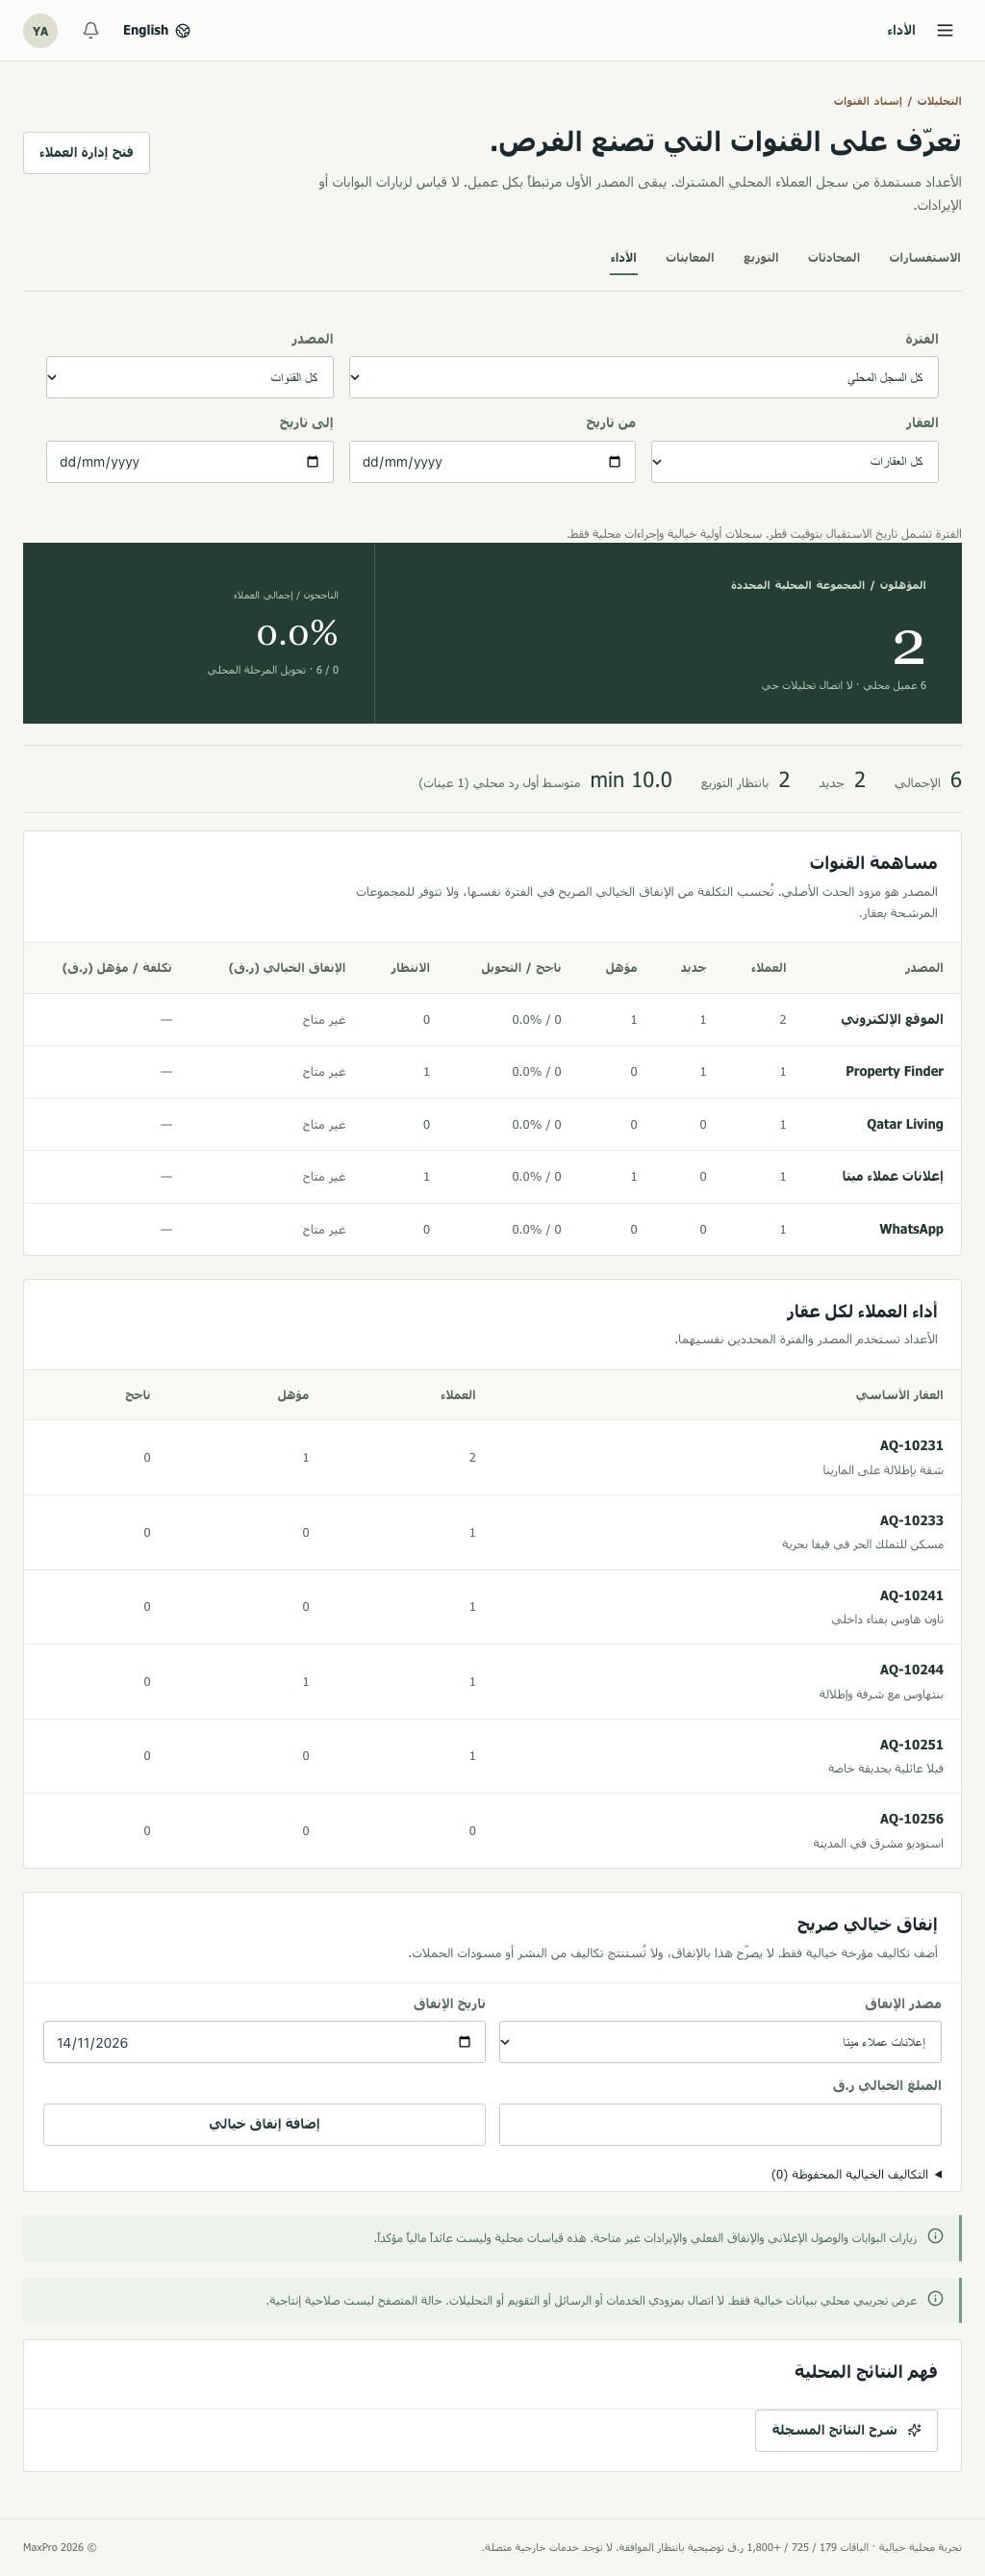 الأداء
English
YA
التحليلات / إسناد القنوات
تعرّف على القنوات التي تصنع الفرص.
فتح إدارة العملاء
الأعداد مستمدة من سجل العملاء المحلي المشترك. يبقى المصدر الأول مرتبطاً بكل عميل. لا قياس لزيارات البوابات أو
الإيرادات.
الاستفسارات المحادثات التوزيع المعاينات الأداء
الفترة المصدر
كل السجل المحلي كل القنوات
العقار من تاريخ إلى تاريخ
كل العقارات dd/mm/yyyy dd/mm/yyyy
الفترة تشمل تاريخ الاستقبال بتوقيت قطر. سجلات أولية خيالية وإجراءات محلية فقط.
المؤهلون / المجموعة المحلية المحددة
2
6 عميل محلي · لا اتصال تحليلات حي
الناجحون / إجمالي العملاء
0.0%
0 / 6 · تحويل المرحلة المحلي
6 الإجمالي 2 جديد 2 بانتظار التوزيع 10.0 min متوسط أول رد محلي (1 عينات)
مساهمة القنوات
المصدر هو مزود الحدث الأصلي. تُحسب التكلفة من الإنفاق الخيالي الصريح في الفترة نفسها، ولا تتوفر للمجموعات
المرشحة بعقار.
المصدر العملاء جديد مؤهل ناجح / التحويل الانتظار الإنفاق الخيالي (ر.ق) تكلفة / مؤهل (ر.ق)
الموقع الإلكتروني 2 1 1 0 / 0.0% 0 غير متاح —
Property Finder 1 1 0 0 / 0.0% 1 غير متاح —
Qatar Living 1 0 0 0 / 0.0% 0 غير متاح —
إعلانات عملاء ميتا 1 0 1 0 / 0.0% 1 غير متاح —
WhatsApp 1 0 0 0 / 0.0% 0 غير متاح —
أداء العملاء لكل عقار
الأعداد تستخدم المصدر والفترة المحددين نفسيهما.
العقار الأساسي العملاء مؤهل ناجح
AQ-10231 2 1 0
شقة بإطلالة على المارينا
AQ-10233 1 0 0
مسكن للتملك الحر في فيفا بحرية
AQ-10241 1 0 0
تاون هاوس بفناء داخلي
AQ-10244 1 1 0
بنتهاوس مع شرفة وإطلالة
AQ-10251 1 0 0
فيلا عائلية بحديقة خاصة
AQ-10256 0 0 0
استوديو مشرق في المدينة
إنفاق خيالي صريح
أضف تكاليف مؤرخة خيالية فقط. لا يصرّح هذا بالإنفاق، ولا تُستنتج تكاليف من النشر أو مسودات الحملات.
مصدر الإنفاق تاريخ الإنفاق
إعلانات عملاء ميتا 14/11/2026
المبلغ الخيالي ر.ق
إضافة إنفاق خيالي
التكاليف الخيالية المحفوظة (0)
زيارات البوابات والوصول الإعلاني والإنفاق الفعلي والإيرادات غير متاحة. هذه قياسات محلية وليست عائداً مالياً مؤكداً.
عرض تجريبي محلي ببيانات خيالية فقط. لا اتصال بمزودي الخدمات أو الرسائل أو التقويم أو التحليلات. حالة المتصفح ليست صلاحية إنتاجية.
فهم النتائج المحلية
شرح النتائج المسجلة
تجربة محلية خيالية · الباقات 179 / 725 / +1,800 ر.ق توضيحية بانتظار الموافقة. لا توجد خدمات خارجية متصلة.
© 2026 MaxPro